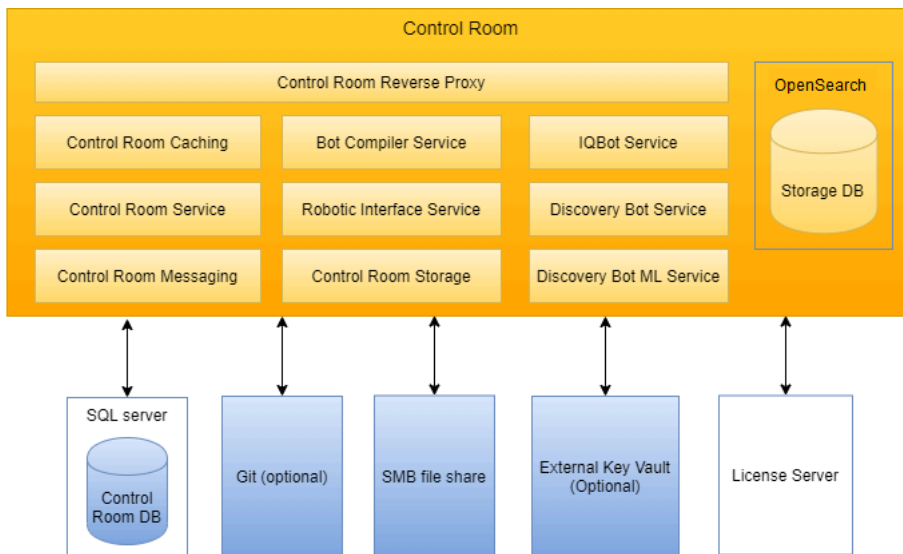 Control Room
Control Room Reverse Proxy
OpenSearch
Storage DB
Control Room Caching
Bot Compiler Service
IQBot Service
Control Room Service
Robotic Interface Service
Discovery Bot Service
Control Room Messaging
Control Room Storage
Discovery Bot ML Service
SQL server
Control
Room DB
Git (optional)
SMB file share
External Key Vault
(Optional)
License Server